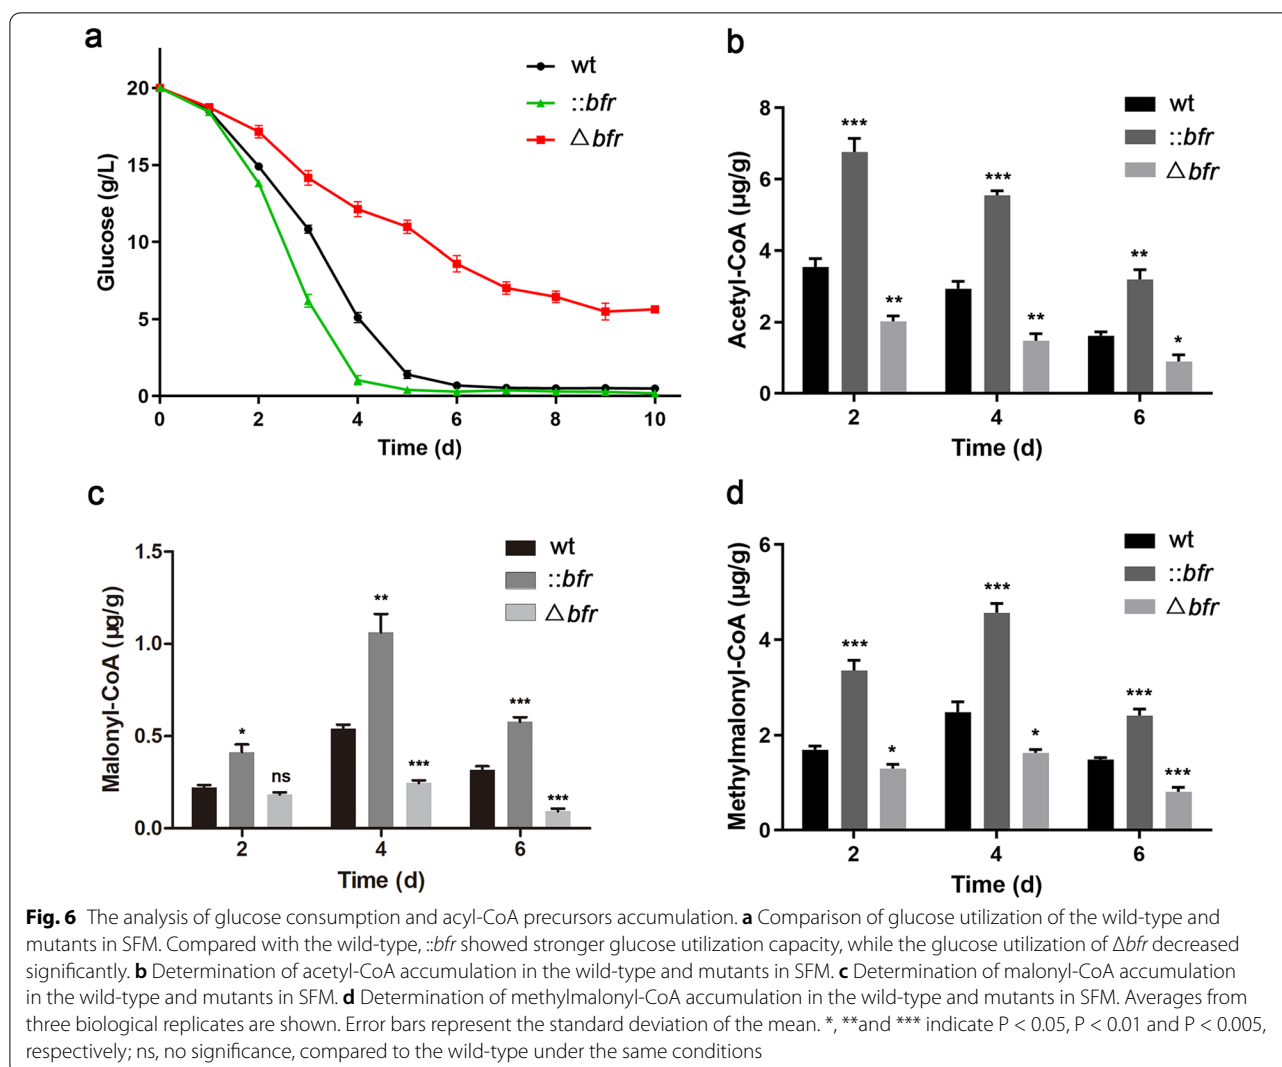 a
20
15
10
5
0
Glucose (g/L)
0 2 4 6 8 10
Time (d)
wt
::bfr
△bfr
b
8
6
4
2
0
Acetyl-CoA (µg/g)
*** ** *** ** ** *
2 4 6
Time (d)
wt
::bfr
△bfr
c
1.5
1.0
0.5
0.0
Malonyl-CoA (µg/g)
* ns ** *** *** ***
2 4 6
Time (d)
wt
::bfr
△bfr
d
6
4
2
0
Methylmalonyl-CoA (µg/g)
*** * *** * *** ***
2 4 6
Time (d)
wt
::bfr
△bfr
Fig. 6 The analysis of glucose consumption and acyl-CoA precursors accumulation. a Comparison of glucose utilization of the wild-type and
mutants in SFM. Compared with the wild-type, ::bfr showed stronger glucose utilization capacity, while the glucose utilization of Δbfr decreased
significantly. b Determination of acetyl-CoA accumulation in the wild-type and mutants in SFM. c Determination of malonyl-CoA accumulation
in the wild-type and mutants in SFM. d Determination of methylmalonyl-CoA accumulation in the wild-type and mutants in SFM. Averages from
three biological replicates are shown. Error bars represent the standard deviation of the mean. *, **and *** indicate P < 0.05, P < 0.01 and P < 0.005,
respectively; ns, no significance, compared to the wild-type under the same conditions